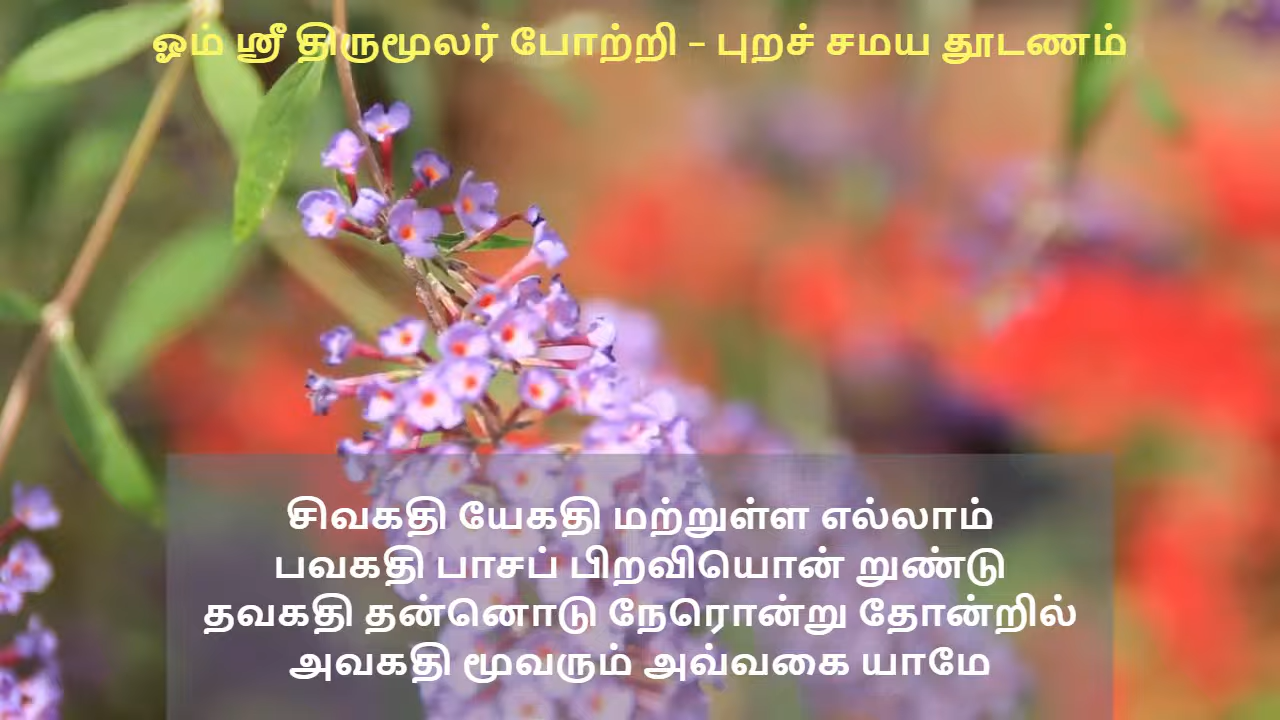 ஓம் ஸ்ரீ திருமூலர் போற்றி - புறச் சமய தூடணம்
சிவகதி யேகதி மற்றுள்ள எல்லாம்
பவகதி பாசப் பிறவியொன் றுண்டு
தவகதி தன்னொடு நேரொன்று தோன்றில்
அவகதி மூவரும் அவ்வகை யாமே